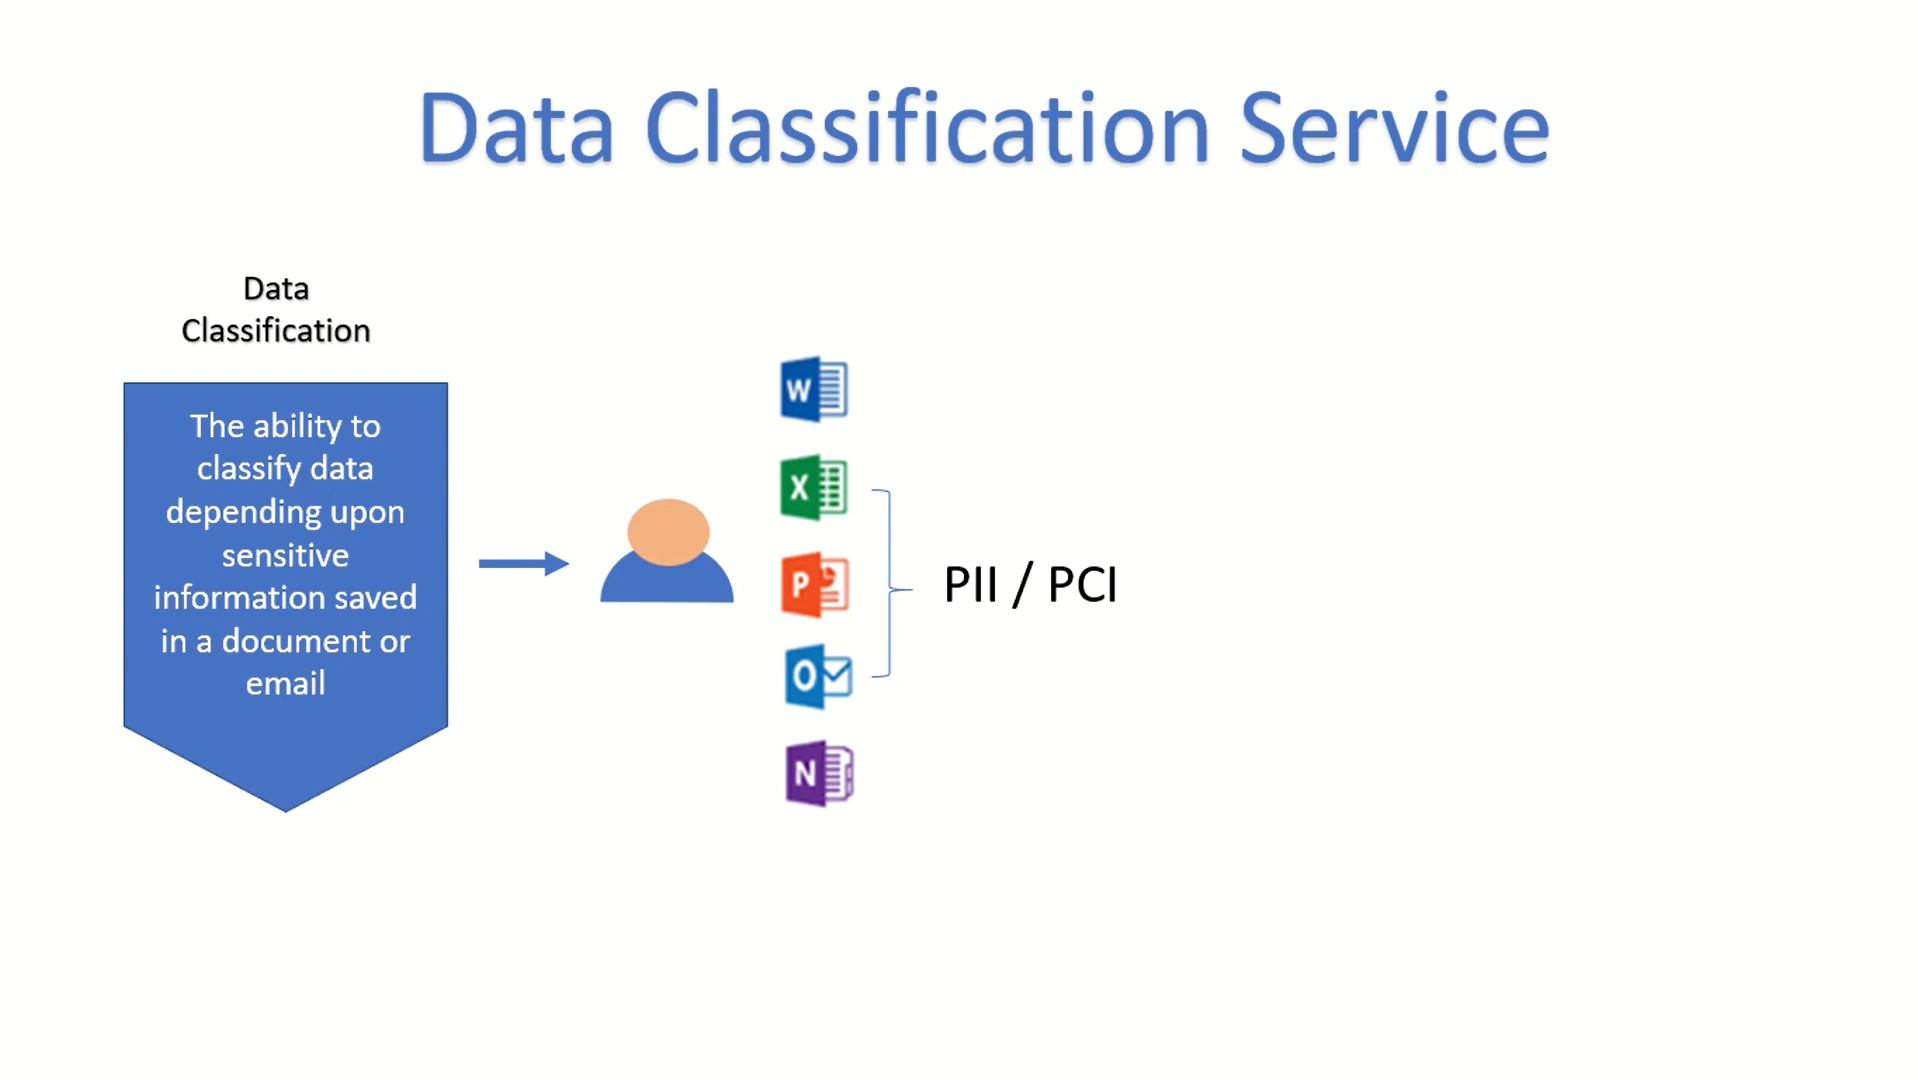 Data Classification Service
Data
Classification
The ability to
classify data
depending upon
sensitive
information saved
in a document or
email
W
X
P
O
N
PII / PCI